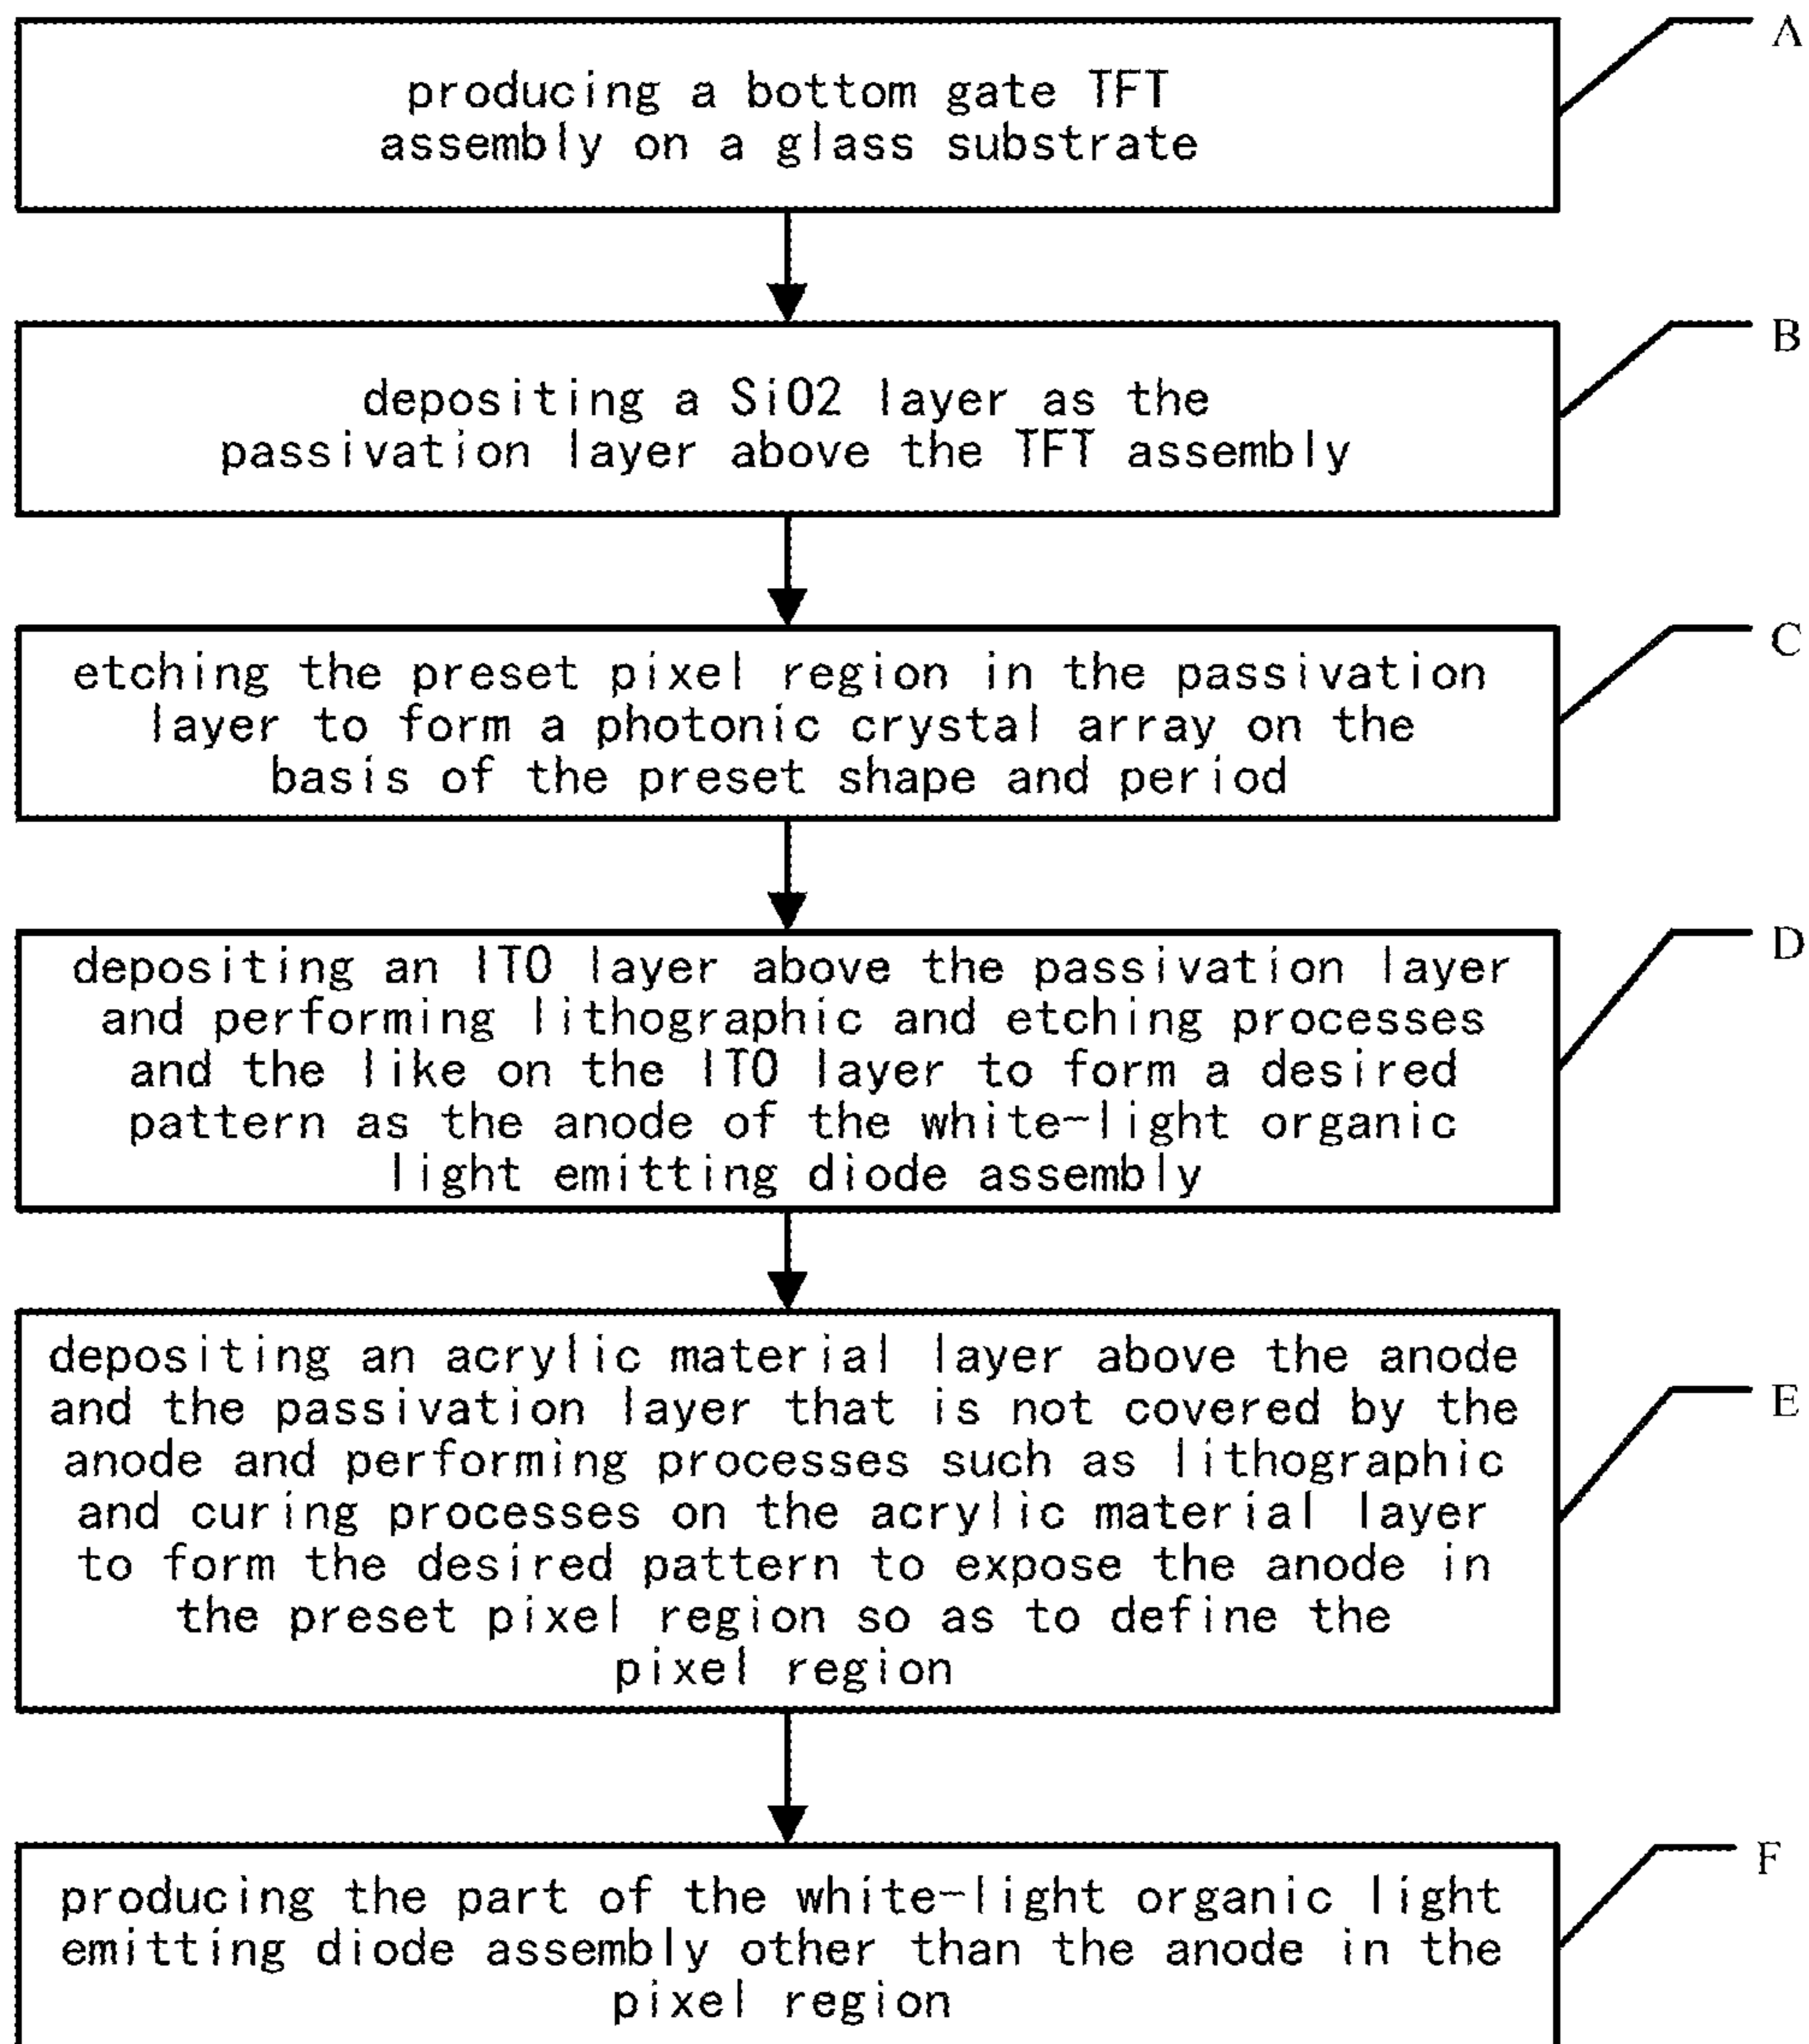 A
producing a bottom gate TFT
assembly on a glass substrate
B
depositing a SiO2 layer as the
passivation layer above the TFT assembly
C
etching the preset pixel region in the passivation
layer to form a photonic crystal array on the
basis of the preset shape and period
D
depositing an ITO layer above the passivation layer
and performing lithographic and etching processes
and the like on the ITO layer to form a desired
pattern as the anode of the white-light organic
light emitting diode assembly
E
depositing an acrylic material layer above the anode
and the passivation layer that is not covered by the
anode and performing processes such as lithographic
and curing processes on the acrylic material layer
to form the desired pattern to expose the anode in
the preset pixel region so as to define the
pixel region
F
producing the part of the white-light organic light
emitting diode assembly other than the anode in the
pixel region